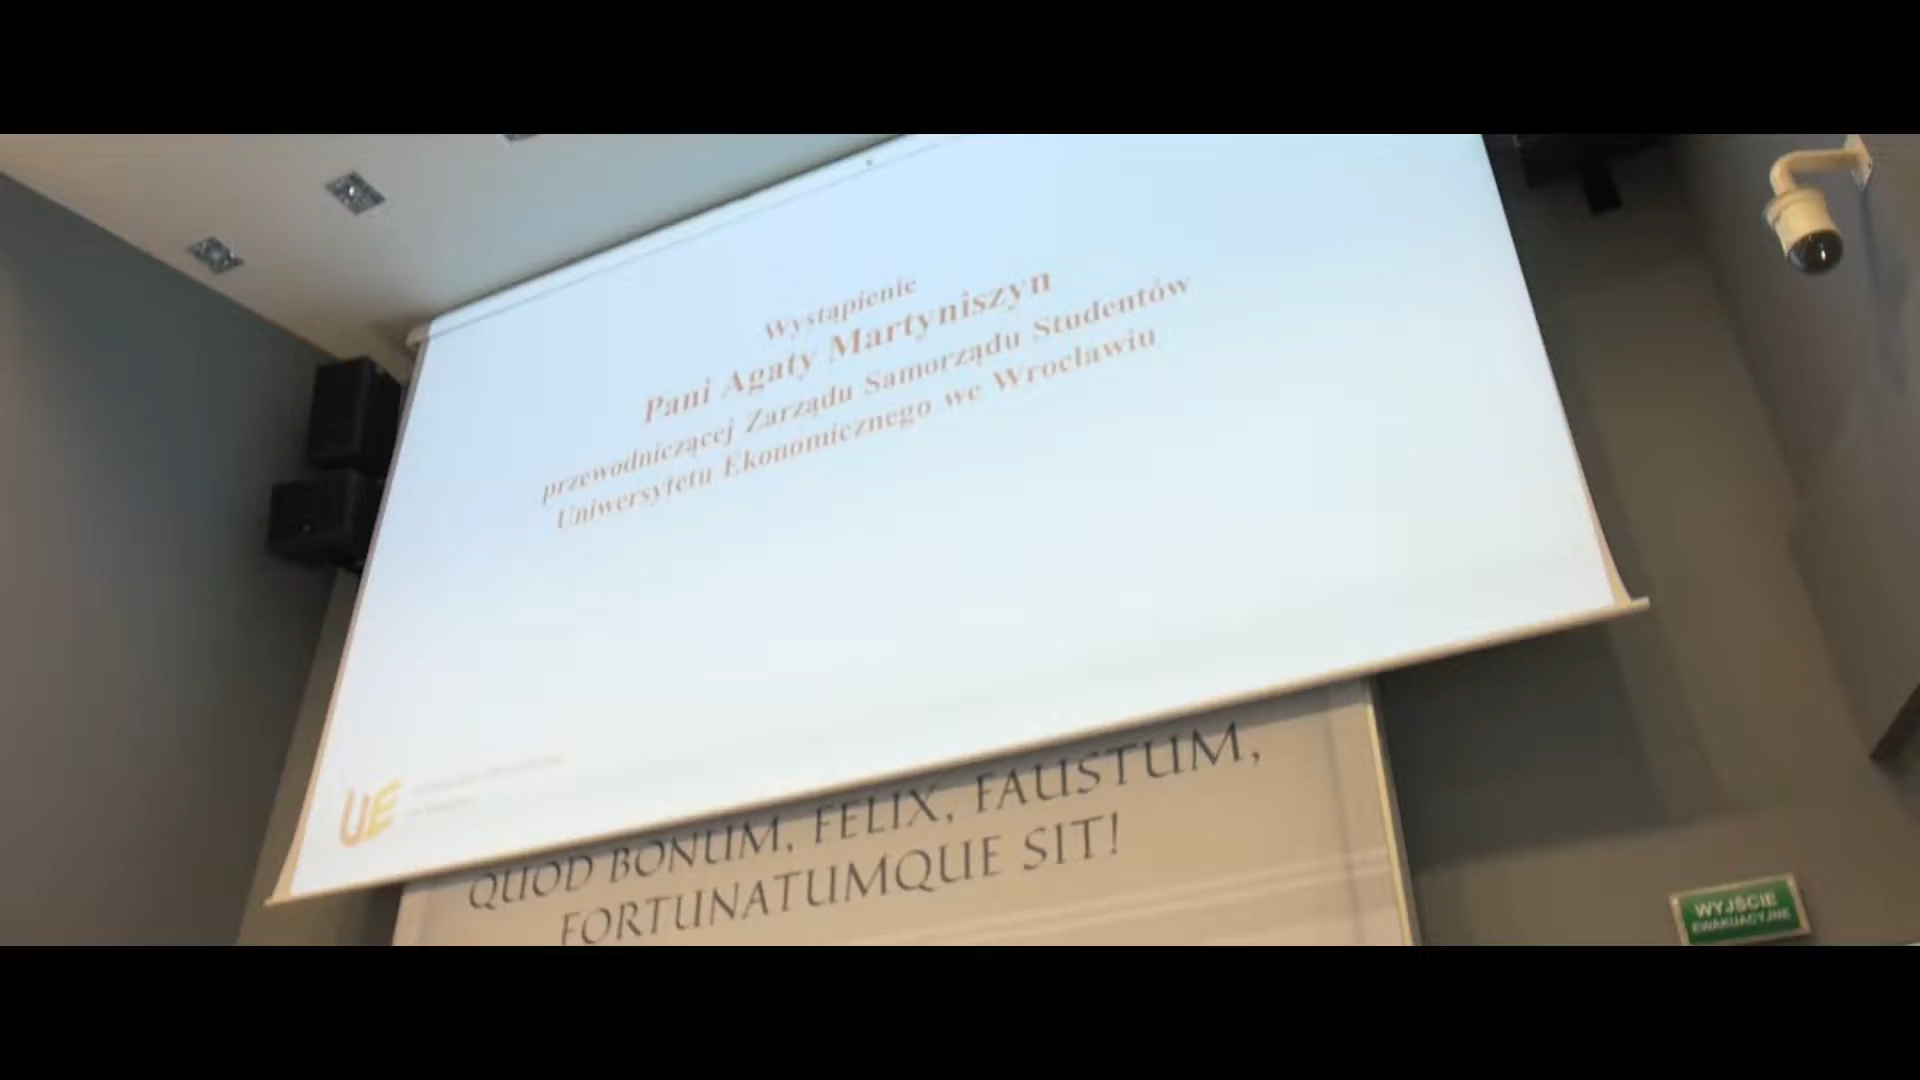 Wystąpienie
Pani Agaty Martyniszyn
przewodniczącej Zarządu Samorządu Studentów
Uniwersytetu Ekonomicznego we Wrocławiu
UE
QUOD BONUM, FELIX, FAUSTUM,
FORTUNATUMQUE SIT!
WYJŚCIE
EWAKUACYJNE